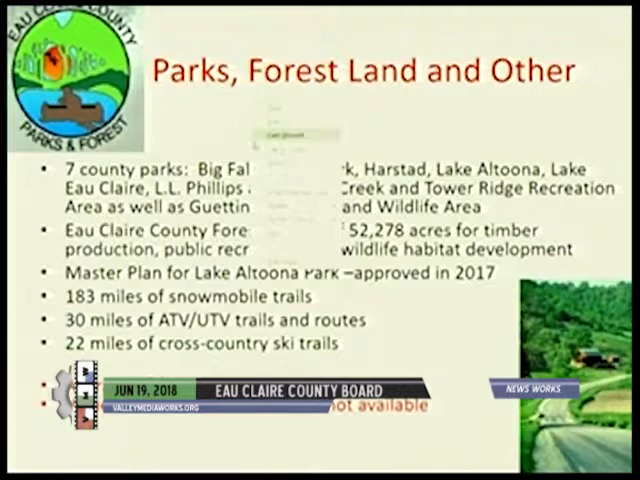 EAU CLAIRE COUNTY
PARKS & FOREST
Parks, Forest Land and Other
• 7 county parks: Big Fal k, Harstad, Lake Altoona, Lake
Eau Claire, L.L. Phillips Creek and Tower Ridge Recreation
Area as well as Guettin and Wildlife Area
• Eau Claire County Fore 52,278 acres for timber
production, public recr wildlife habitat development
• Master Plan for Lake Altoona Park –approved in 2017
• 183 miles of snowmobile trails
• 30 miles of ATV/UTV trails and routes
• 22 miles of cross-country ski trails
JUN 19, 2018 EAU CLAIRE COUNTY BOARD NEWS WORKS
VALLEYMEDIAWORKS.ORG
not available